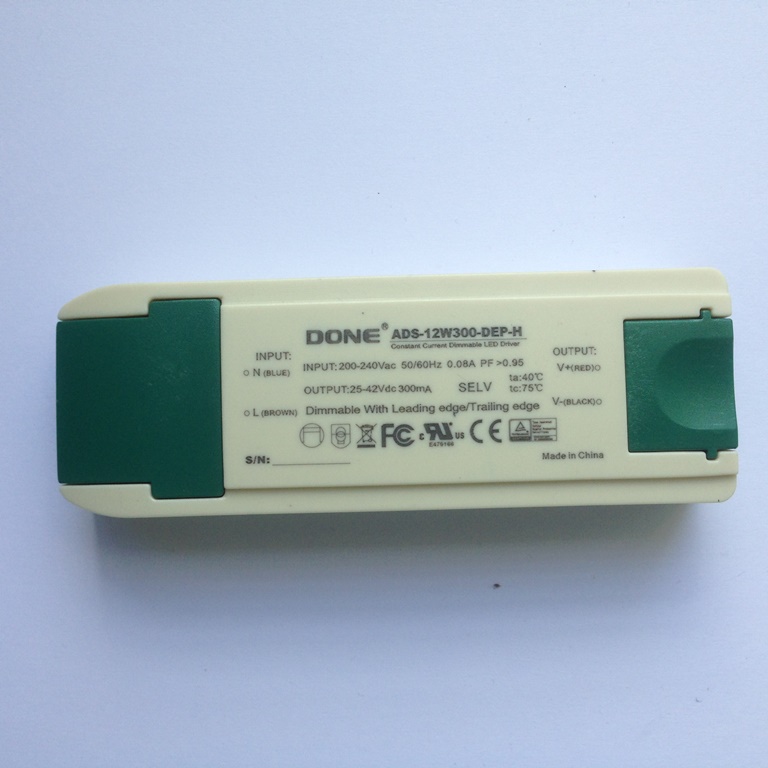 DONE® ADS-12W300-DEP-H
Constant Current Dimmable LED Driver
INPUT:
N (BLUE)
L (BROWN)
INPUT: 200-240Vac 50/60Hz 0.08A PF >0.95
OUTPUT:25-42Vdc 300mA SELV
ta:40℃
tc:75℃
Dimmable With Leading edge/Trailing edge
OUTPUT:
V+(RED)
V-(BLACK)
FC c RU US CE
S/N:
Made in China